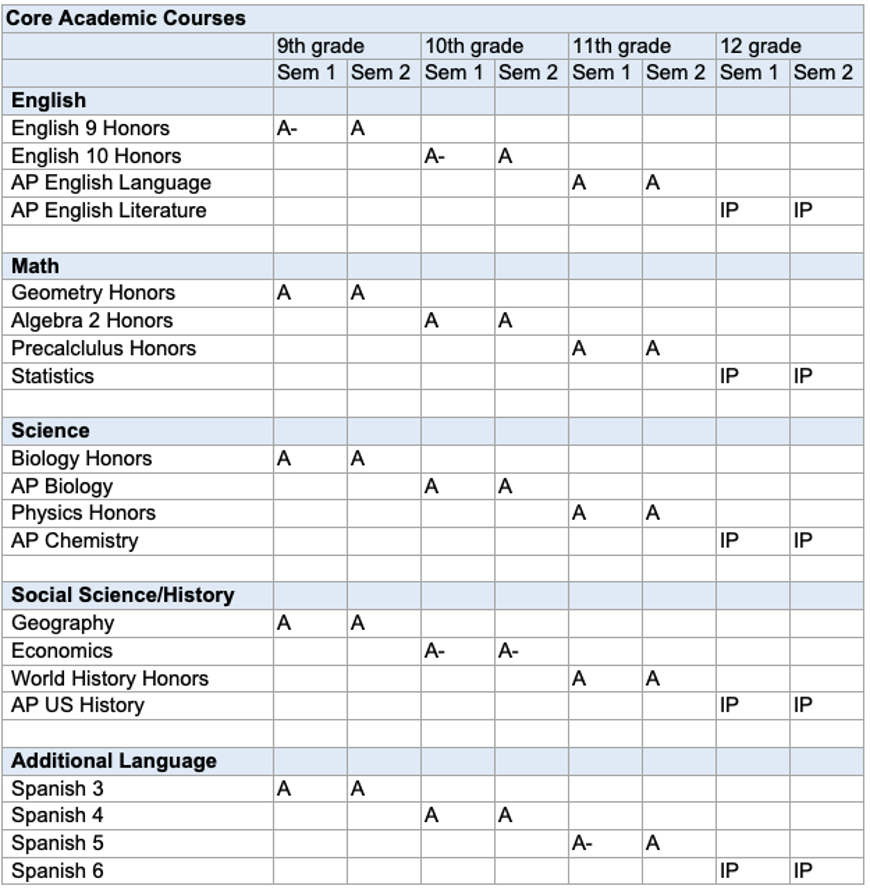 Core Academic Courses
9th grade 10th grade 11th grade 12 grade
Sem 1 Sem 2 Sem 1 Sem 2 Sem 1 Sem 2 Sem 1 Sem 2
English
English 9 Honors A- A
English 10 Honors A- A
AP English Language A A
AP English Literature IP IP
Math
Geometry Honors A A
Algebra 2 Honors A A
Precalclulus Honors A A
Statistics IP IP
Science
Biology Honors A A
AP Biology A A
Physics Honors A A
AP Chemistry IP IP
Social Science/History
Geography A A
Economics A- A-
World History Honors A A
AP US History IP IP
Additional Language
Spanish 3 A A
Spanish 4 A A
Spanish 5 A- A
Spanish 6 IP IP